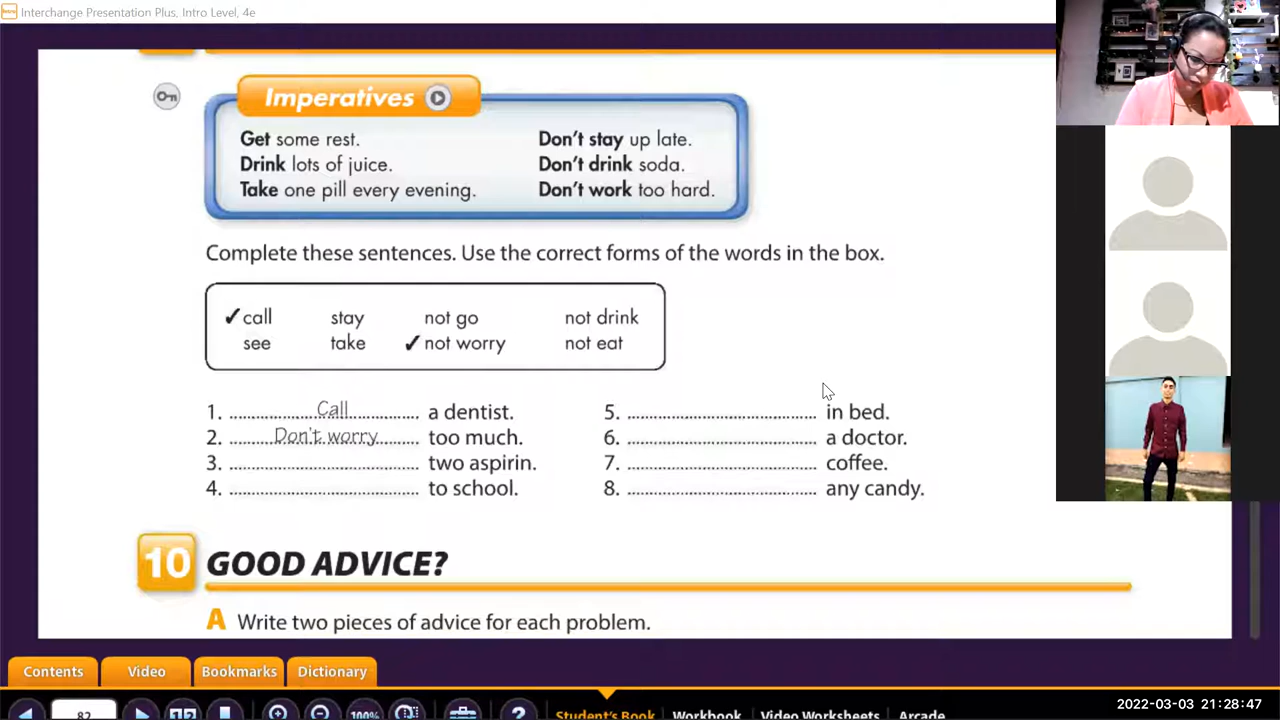 Interchange Presentation Plus, Intro Level, 4e
Imperatives
Get some rest.
Drink lots of juice.
Take one pill every evening.
Don't stay up late.
Don't drink soda.
Don't work too hard.
Complete these sentences. Use the correct forms of the words in the box.
✓ call stay not go not drink
see take ✓ not worry not eat
1. Call a dentist.
2. Don't worry too much.
3. ........ two aspirin.
4. ........ to school.
5. ........ in bed.
6. ........ a doctor.
7. ........ coffee.
8. ........ any candy.
10 GOOD ADVICE?
A Write two pieces of advice for each problem.
Contents Video Bookmarks Dictionary
82 100% ? Student's Book Workbook Video Worksheets Arcade
2022-03-03 21:28:47